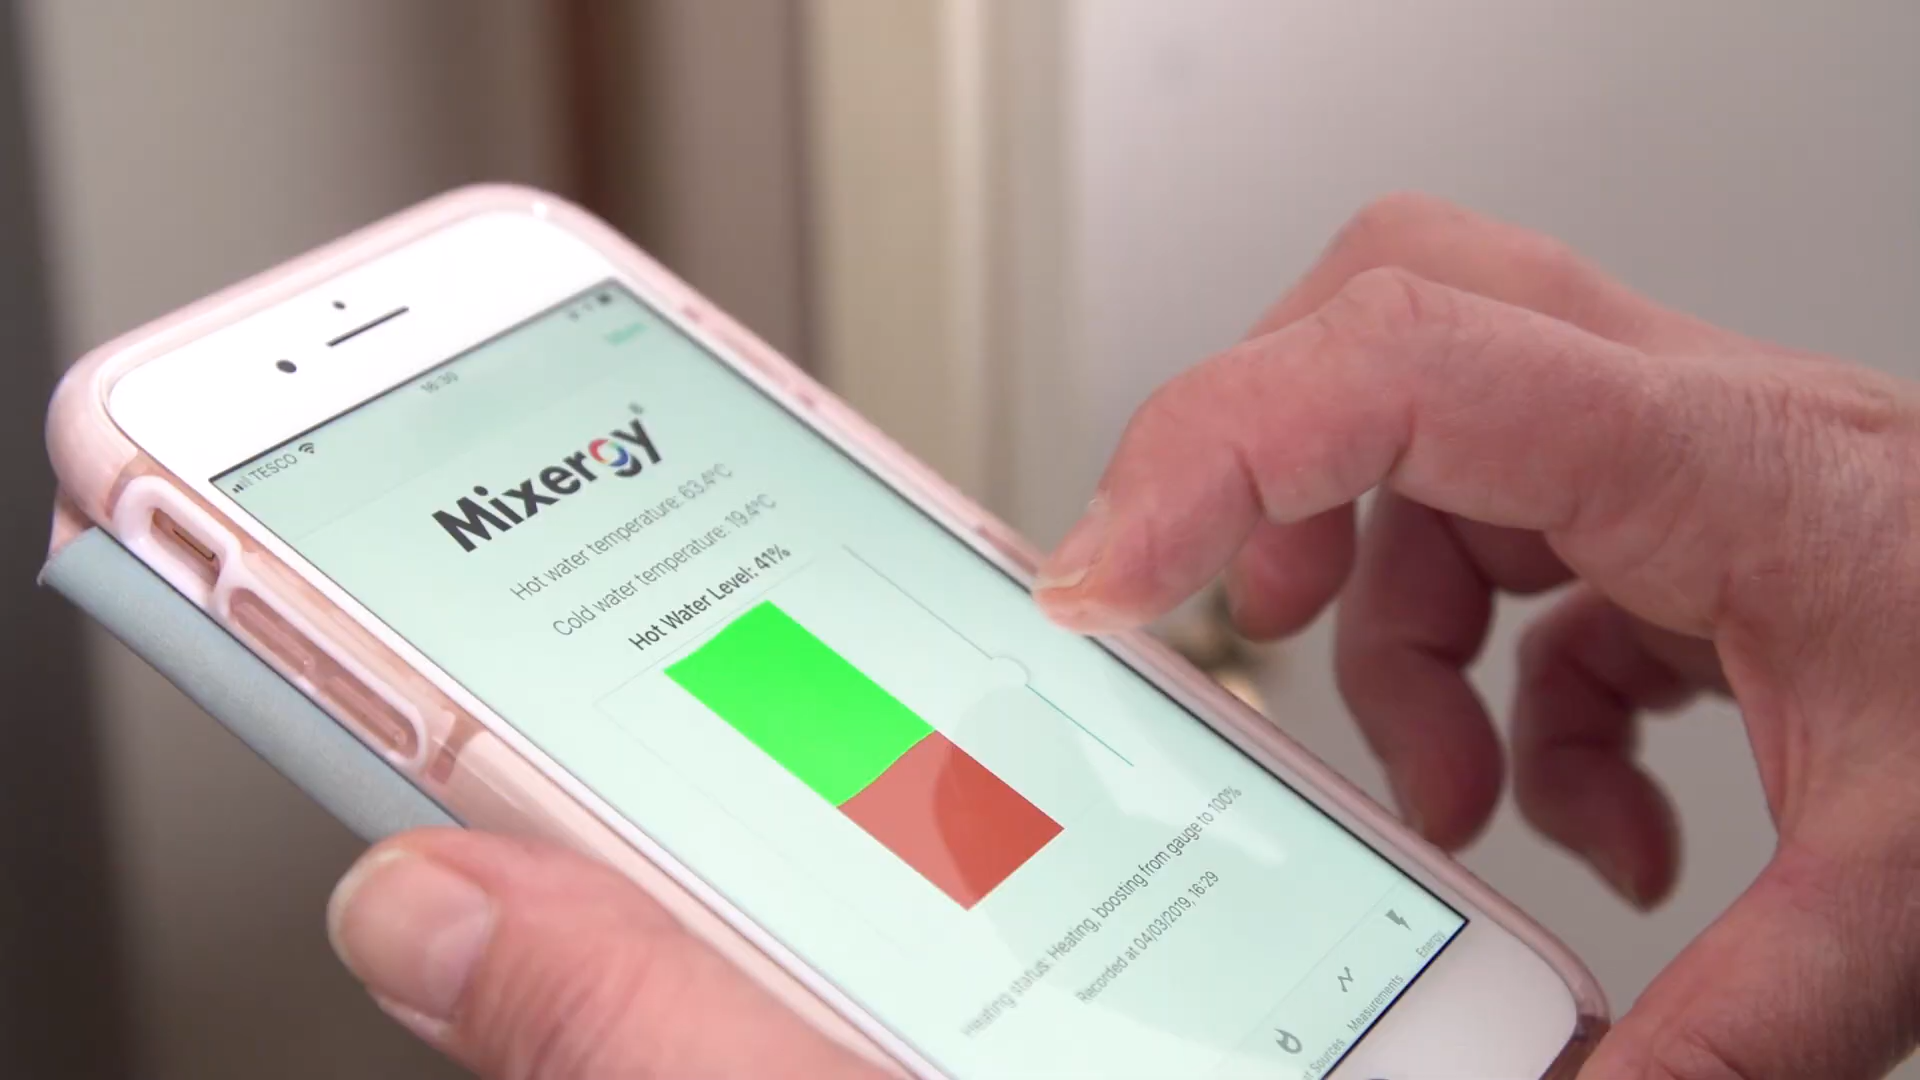 TESCO
16:30
Mixergy®
Hot water temperature: 63.4°C
Cold water temperature: 19.4°C
Hot Water Level: 41%
Heating status: Heating, boosting from gauge to 100%
Recorded at 04/03/2019, 16:29
Sources
Measurements
Energy